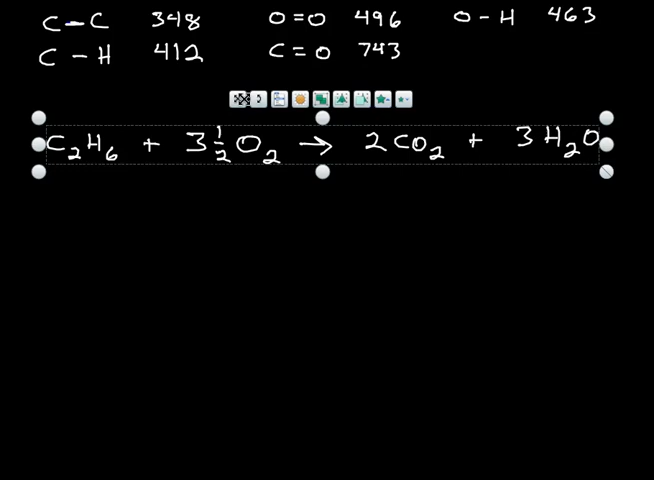 C-C 348 O=O 496 O-H 463
C-H 412 C=O 743
C₂H₆ + 3½O₂ → 2CO₂ + 3H₂O